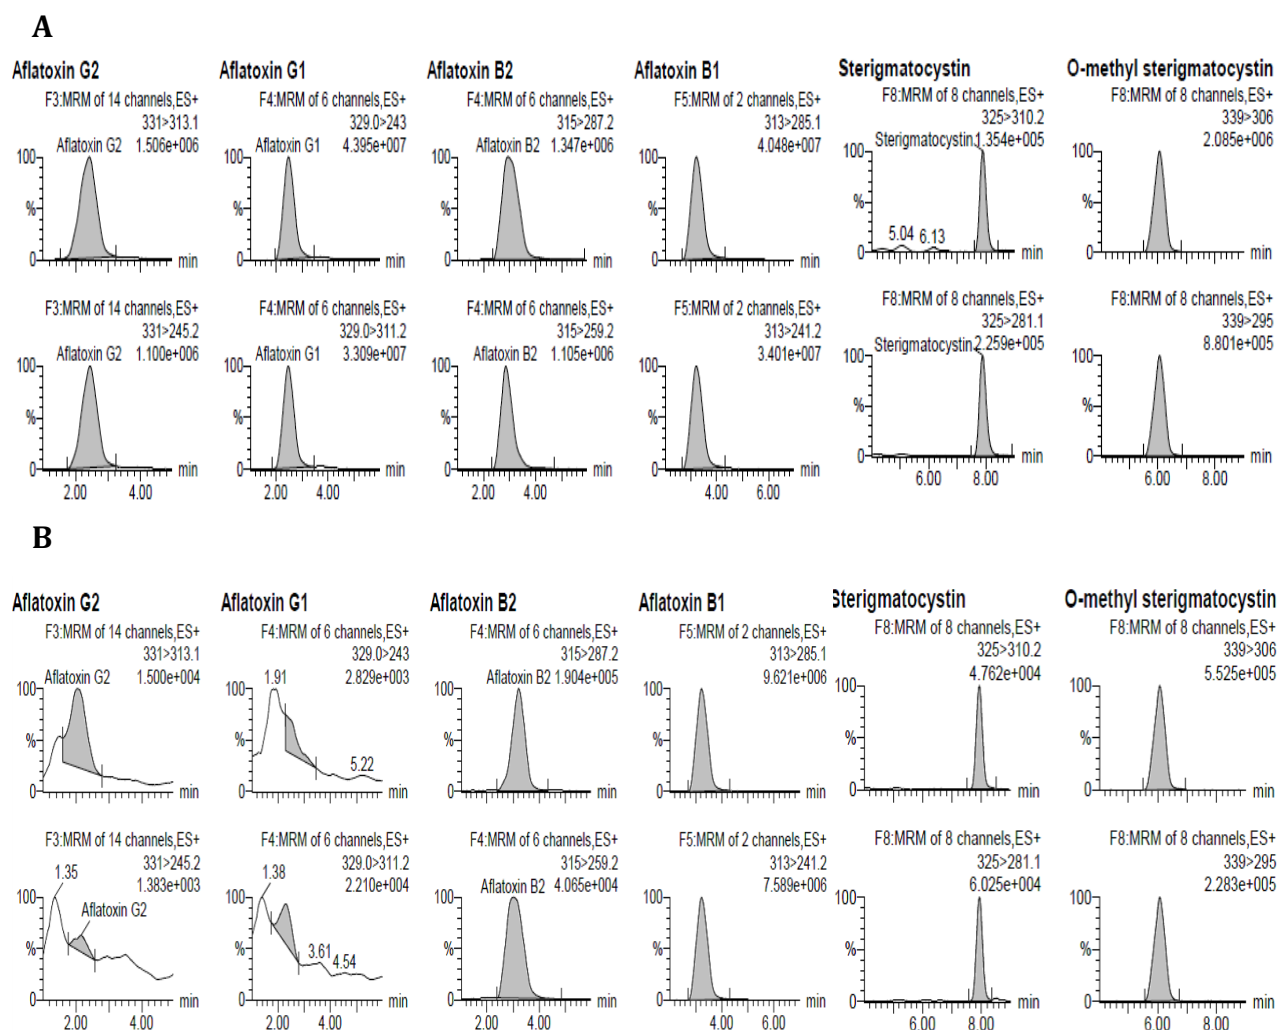 A
Aflatoxin G2
F3:MRM of 14 channels,ES+
331>313.1
Aflatoxin G2 1.506e+006
100
%
0
min
Aflatoxin G1
F4:MRM of 6 channels,ES+
329.0>243
Aflatoxin G1 4.395e+007
100
%
0
min
Aflatoxin B2
F4:MRM of 6 channels,ES+
315>287.2
Aflatoxin B2 1.347e+006
100
%
0
min
Aflatoxin B1
F5:MRM of 2 channels,ES+
313>285.1
4.048e+007
100
%
0
min
Sterigmatocystin
F8:MRM of 8 channels,ES+
325>310.2
Sterigmatocystin 1.354e+005
100
%
5.04 6.13
0
min
O-methyl sterigmatocystin
F8:MRM of 8 channels,ES+
339>306
2.085e+006
100
%
0
min
F3:MRM of 14 channels,ES+
331>245.2
Aflatoxin G2 1.100e+006
100
%
0
min
2.00 4.00
F4:MRM of 6 channels,ES+
329.0>311.2
Aflatoxin G1 3.309e+007
100
%
0
min
2.00 4.00
F4:MRM of 6 channels,ES+
315>259.2
Aflatoxin B2 1.105e+006
100
%
0
min
2.00 4.00
F5:MRM of 2 channels,ES+
313>241.2
3.401e+007
100
%
0
min
4.00 6.00
F8:MRM of 8 channels,ES+
325>281.1
Sterigmatocystin 2.259e+005
100
%
0
min
6.00 8.00
F8:MRM of 8 channels,ES+
339>295
8.801e+005
100
%
0
min
6.00 8.00
B
Aflatoxin G2
F3:MRM of 14 channels,ES+
331>313.1
Aflatoxin G2 1.500e+004
100
%
0
min
Aflatoxin G1
F4:MRM of 6 channels,ES+
329.0>243
1.91 2.829e+003
100
%
5.22
0
min
Aflatoxin B2
F4:MRM of 6 channels,ES+
315>287.2
Aflatoxin B2 1.904e+005
100
%
0
min
Aflatoxin B1
F5:MRM of 2 channels,ES+
313>285.1
9.621e+006
100
%
0
min
Sterigmatocystin
F8:MRM of 8 channels,ES+
325>310.2
4.762e+004
100
%
0
min
O-methyl sterigmatocystin
F8:MRM of 8 channels,ES+
339>306
5.525e+005
100
%
0
min
F3:MRM of 14 channels,ES+
331>245.2
1.35 1.383e+003
100
Aflatoxin G2
%
0
min
2.00 4.00
F4:MRM of 6 channels,ES+
329.0>311.2
1.38 2.210e+004
100
%
3.61 4.54
0
min
2.00 4.00
F4:MRM of 6 channels,ES+
315>259.2
Aflatoxin B2 4.065e+004
100
%
0
min
2.00 4.00
F5:MRM of 2 channels,ES+
313>241.2
7.589e+006
100
%
0
min
4.00 6.00
F8:MRM of 8 channels,ES+
325>281.1
6.025e+004
100
%
0
min
6.00 8.00
F8:MRM of 8 channels,ES+
339>295
2.283e+005
100
%
0
min
6.00 8.00